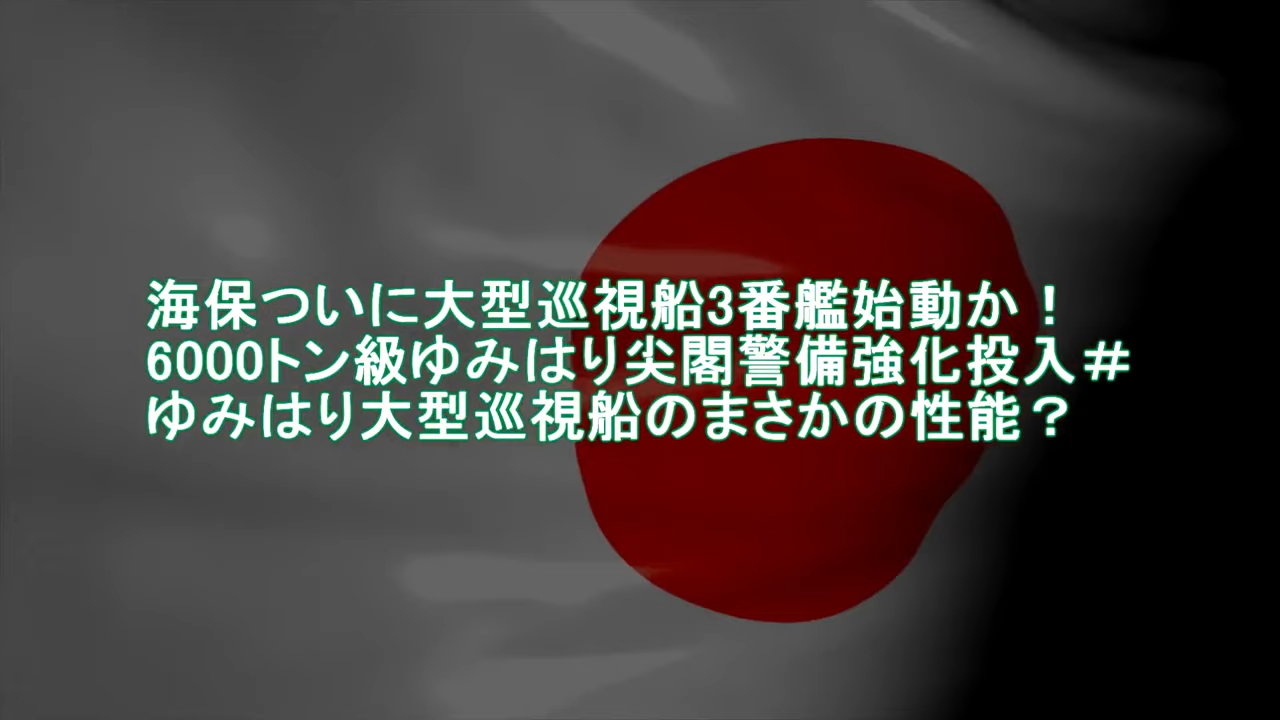 海保ついに大型巡視船3番艦始動か！
6000トン級ゆみはり尖閣警備強化投入＃
ゆみはり大型巡視船のまさかの性能？